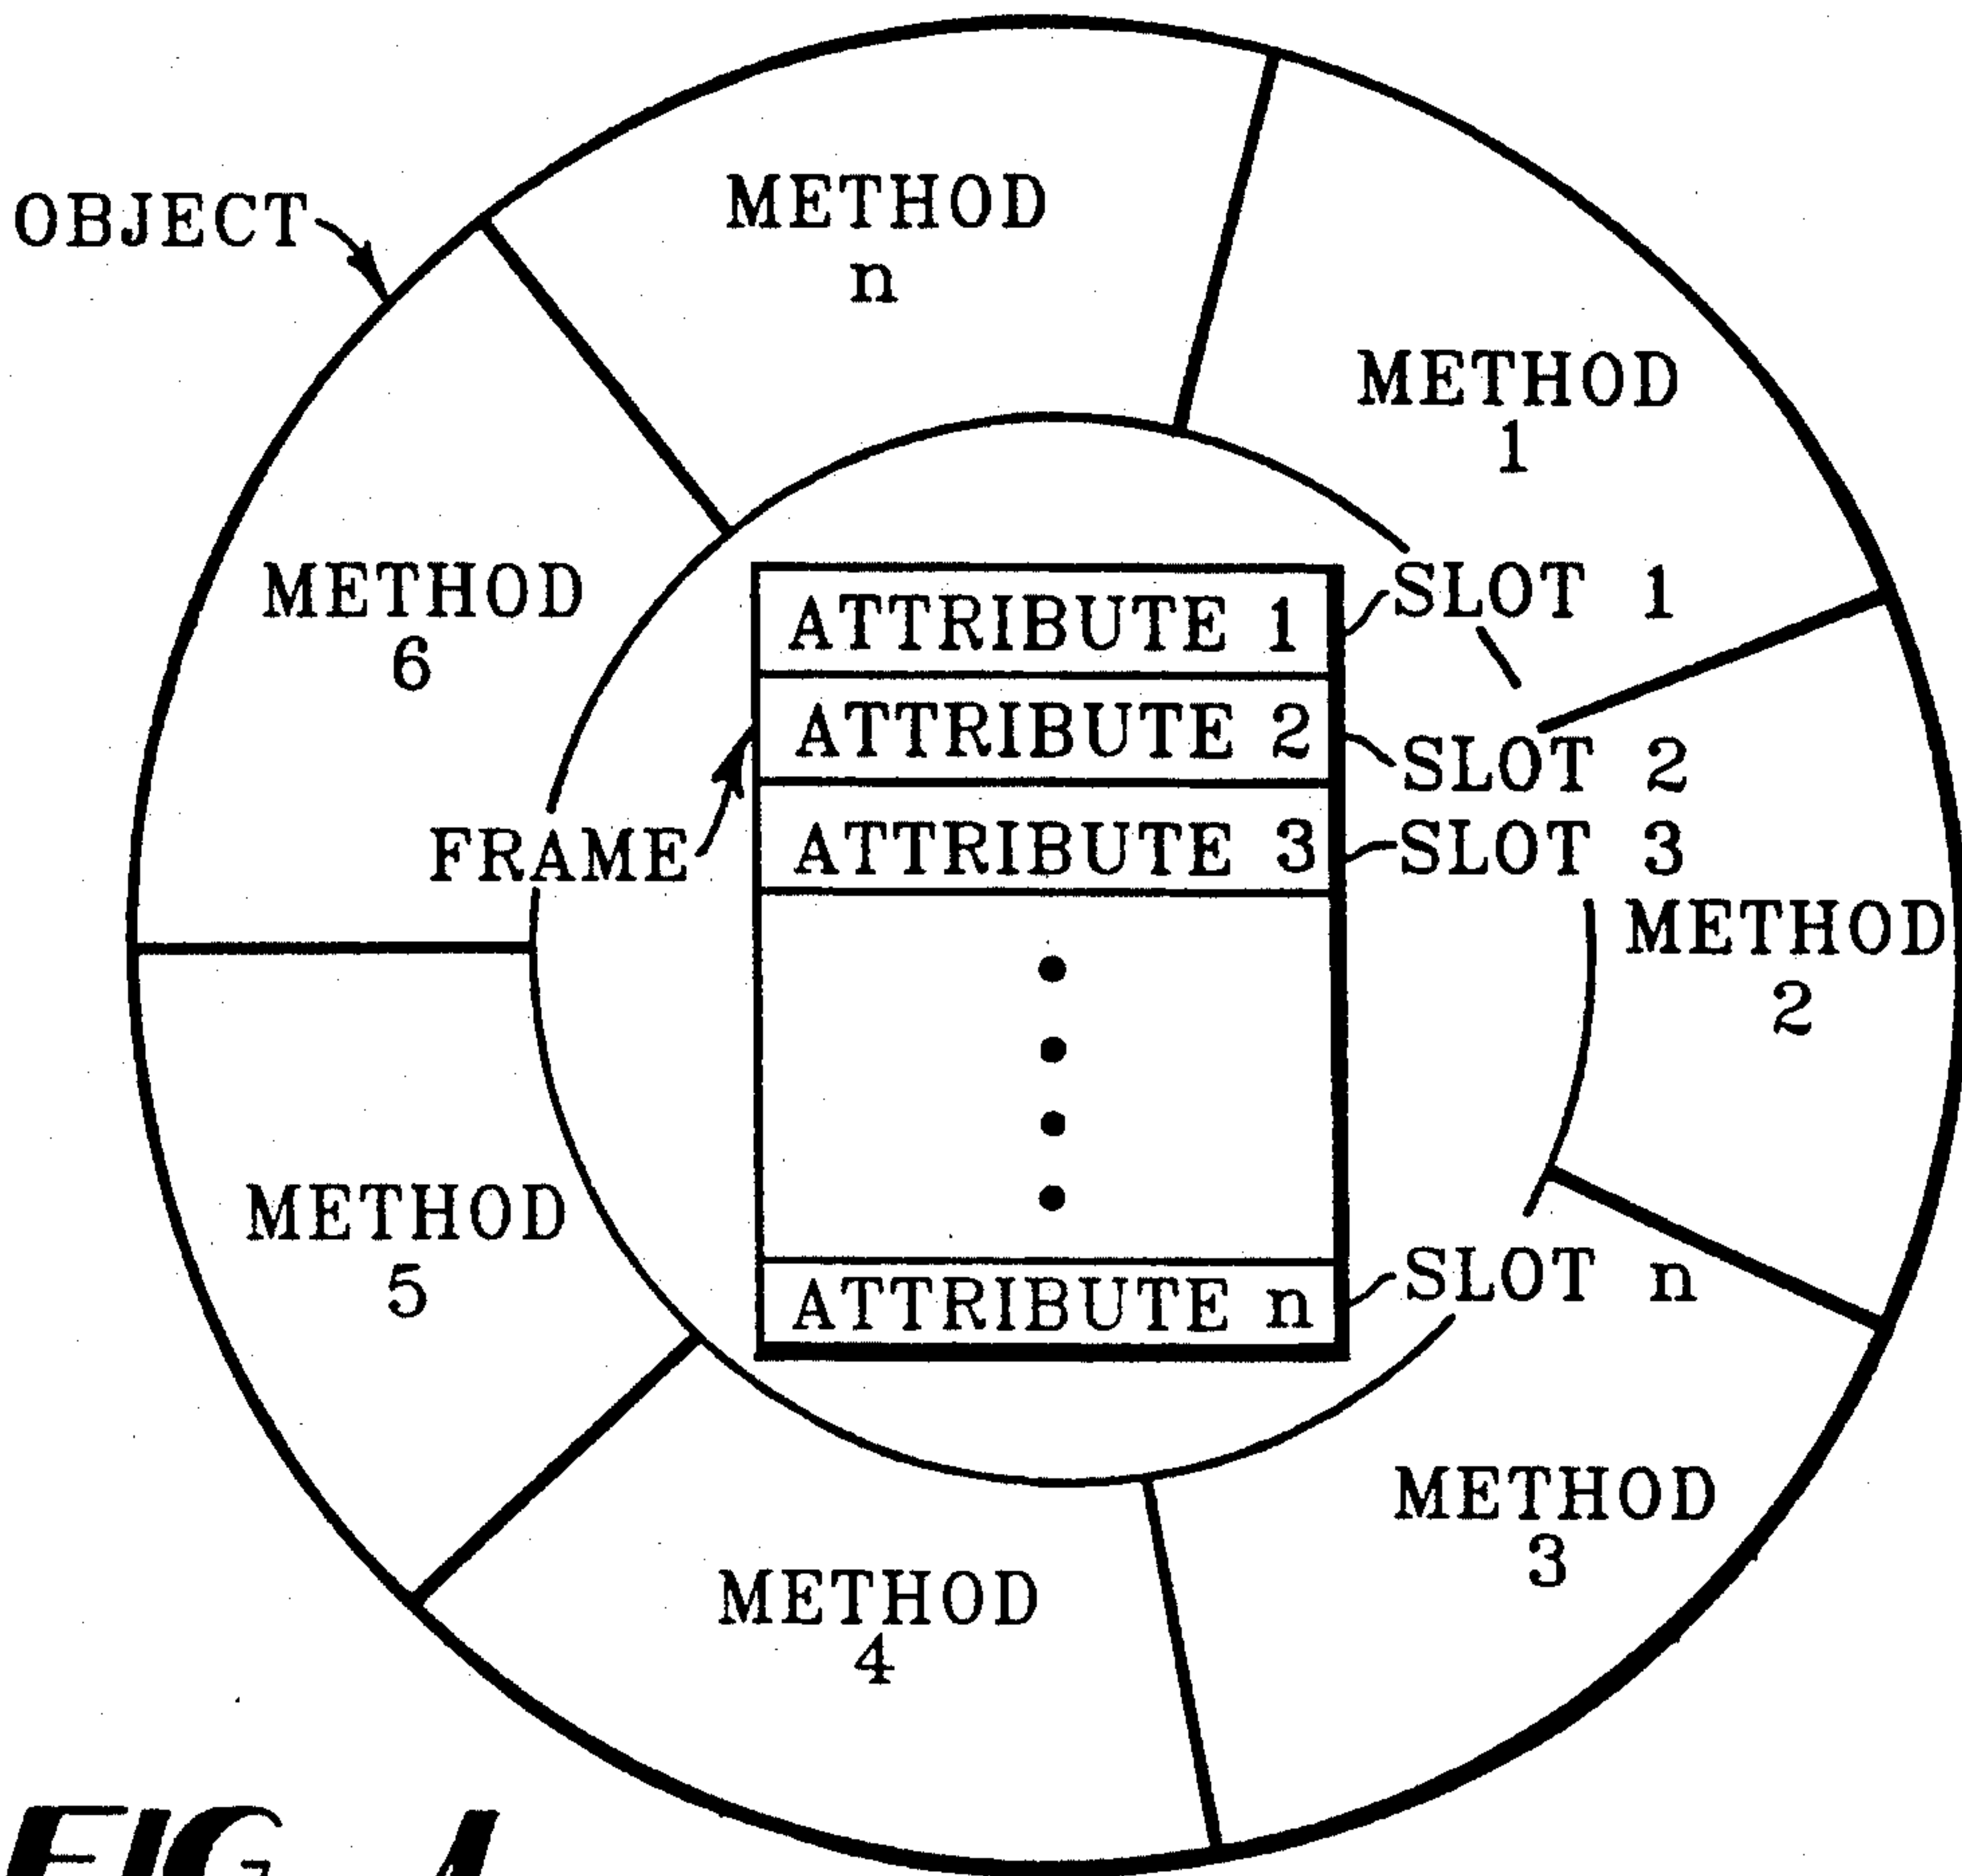 OBJECT
METHOD
n
METHOD
1
METHOD
6
ATTRIBUTE 1
SLOT 1
ATTRIBUTE 2
SLOT 2
FRAME
ATTRIBUTE 3
SLOT 3
METHOD
2
METHOD
5
ATTRIBUTE n
SLOT n
METHOD
3
METHOD
4
FIG.